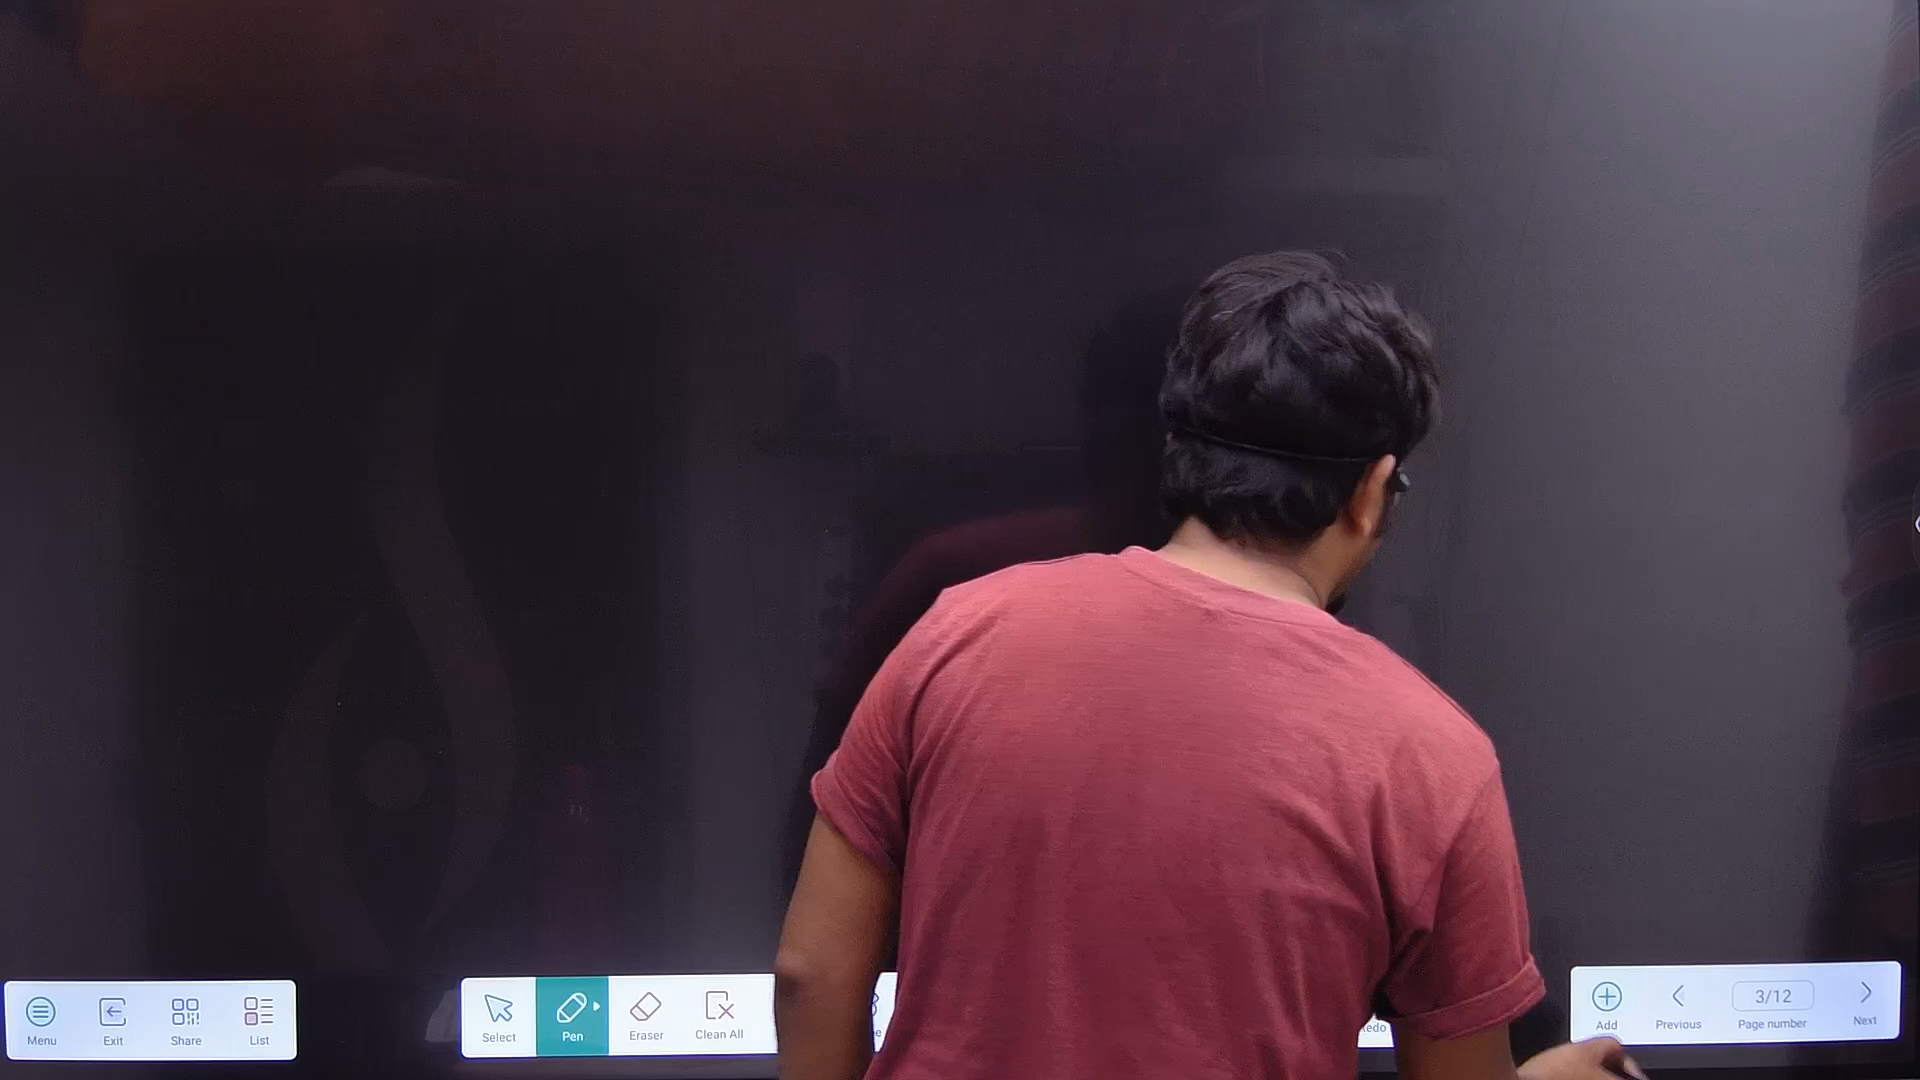 Menu
Exit
Share
List
Select
Pen
Eraser
Clean All
Add
Previous
3/12
Page number
Next